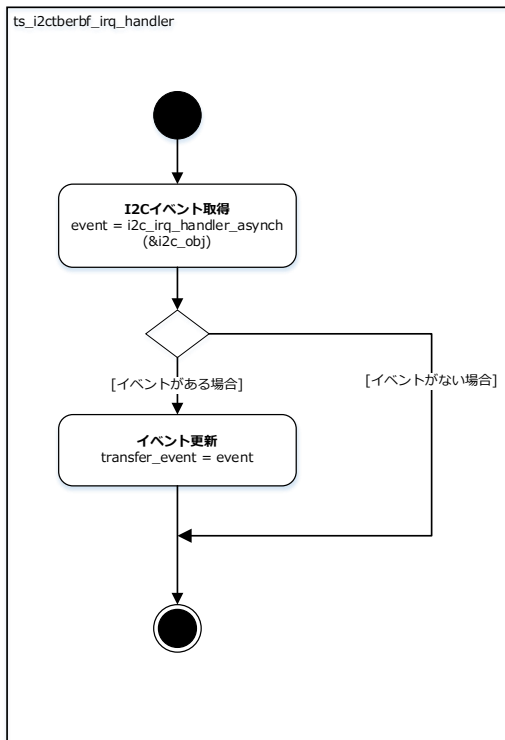 ts_i2ctberbf_irq_handler
I2Cイベント取得
event = i2c_irq_handler_asynch
(&i2c_obj)
[イベントがある場合]
[イベントがない場合]
イベント更新
transfer_event = event